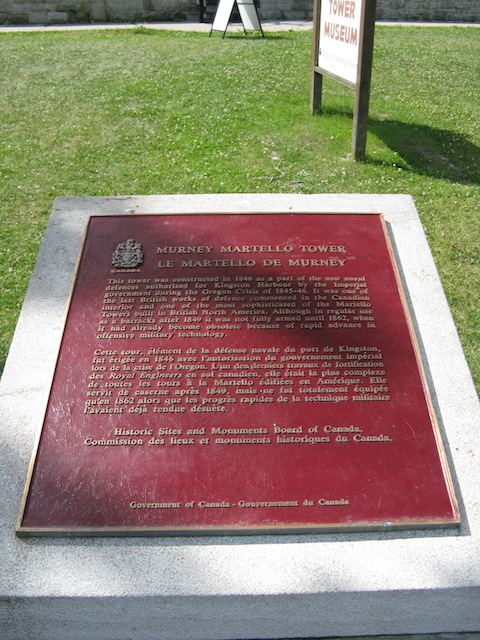 TOWER
MUSEUM
CANADA
MURNEY MARTELLO TOWER
LE MARTELLO DE MURNEY
This tower was constructed in 1846 as a part of the new naval
defences authorized for Kingston Harbour by the Imperial
government during the Oregon Crisis of 1845-46. It was one of
the last British works of defence commenced in the Canadian
interior and one of the most sophisticated of the Martello
Towers built in British North America. Although in regular use
as a barracks after 1849 it was not fully armed until 1862, when
it had already become obsolete because of rapid advance in
offensive military technology.
Cette tour, élément de la défense navale du port de Kingston,
fut érigée en 1846 avec l'autorisation du gouvernement impérial
lors de la crise de l'Oregon. L'un des derniers travaux de fortification
des Royal Engineers en sol canadien, elle était la plus complexe
de toutes les tours à la Martello édifiées en Amérique. Elle
servit de caserne après 1849, mais ne fut totalement équipée
qu'en 1862 alors que les progrès rapides de la technique militaire
l'avaient déjà rendue désuète.
Historic Sites and Monuments Board of Canada.
Commission des lieux et monuments historiques du Canada.
Government of Canada - Gouvernement du Canada